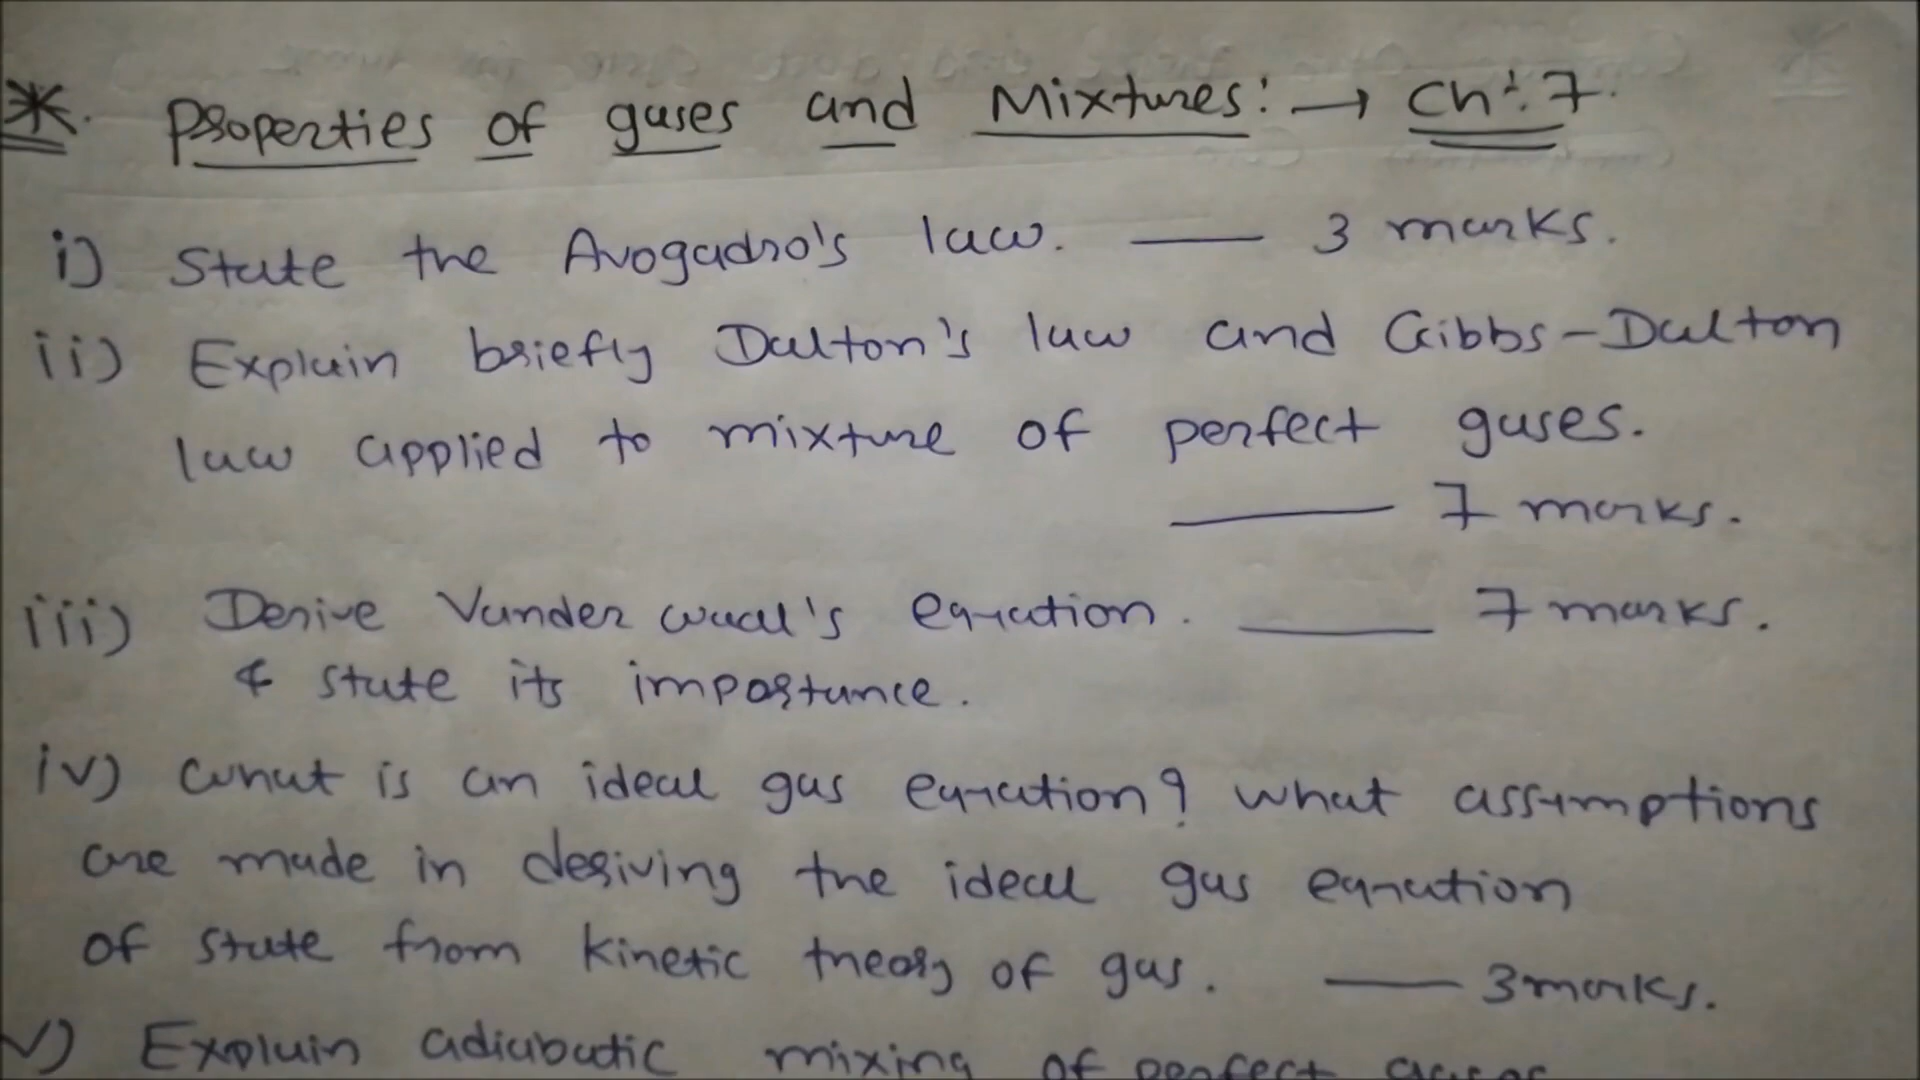 * Properties of gases and Mixtures:→ Ch:7.
i) State the Avogadro's law. — 3 marks.
ii) Explain briefly Dalton's law and Gibbs-Dalton
law applied to mixture of perfect gases.
— 7 marks.
iii) Derive Vander waal's equation. — 7 marks.
& state its importance.
iv) What is an ideal gas equation? What assumptions
are made in deriving the ideal gas equation
of state from kinetic theory of gas. — 3 marks.
v) Explain adiabatic mixing of perfect gases